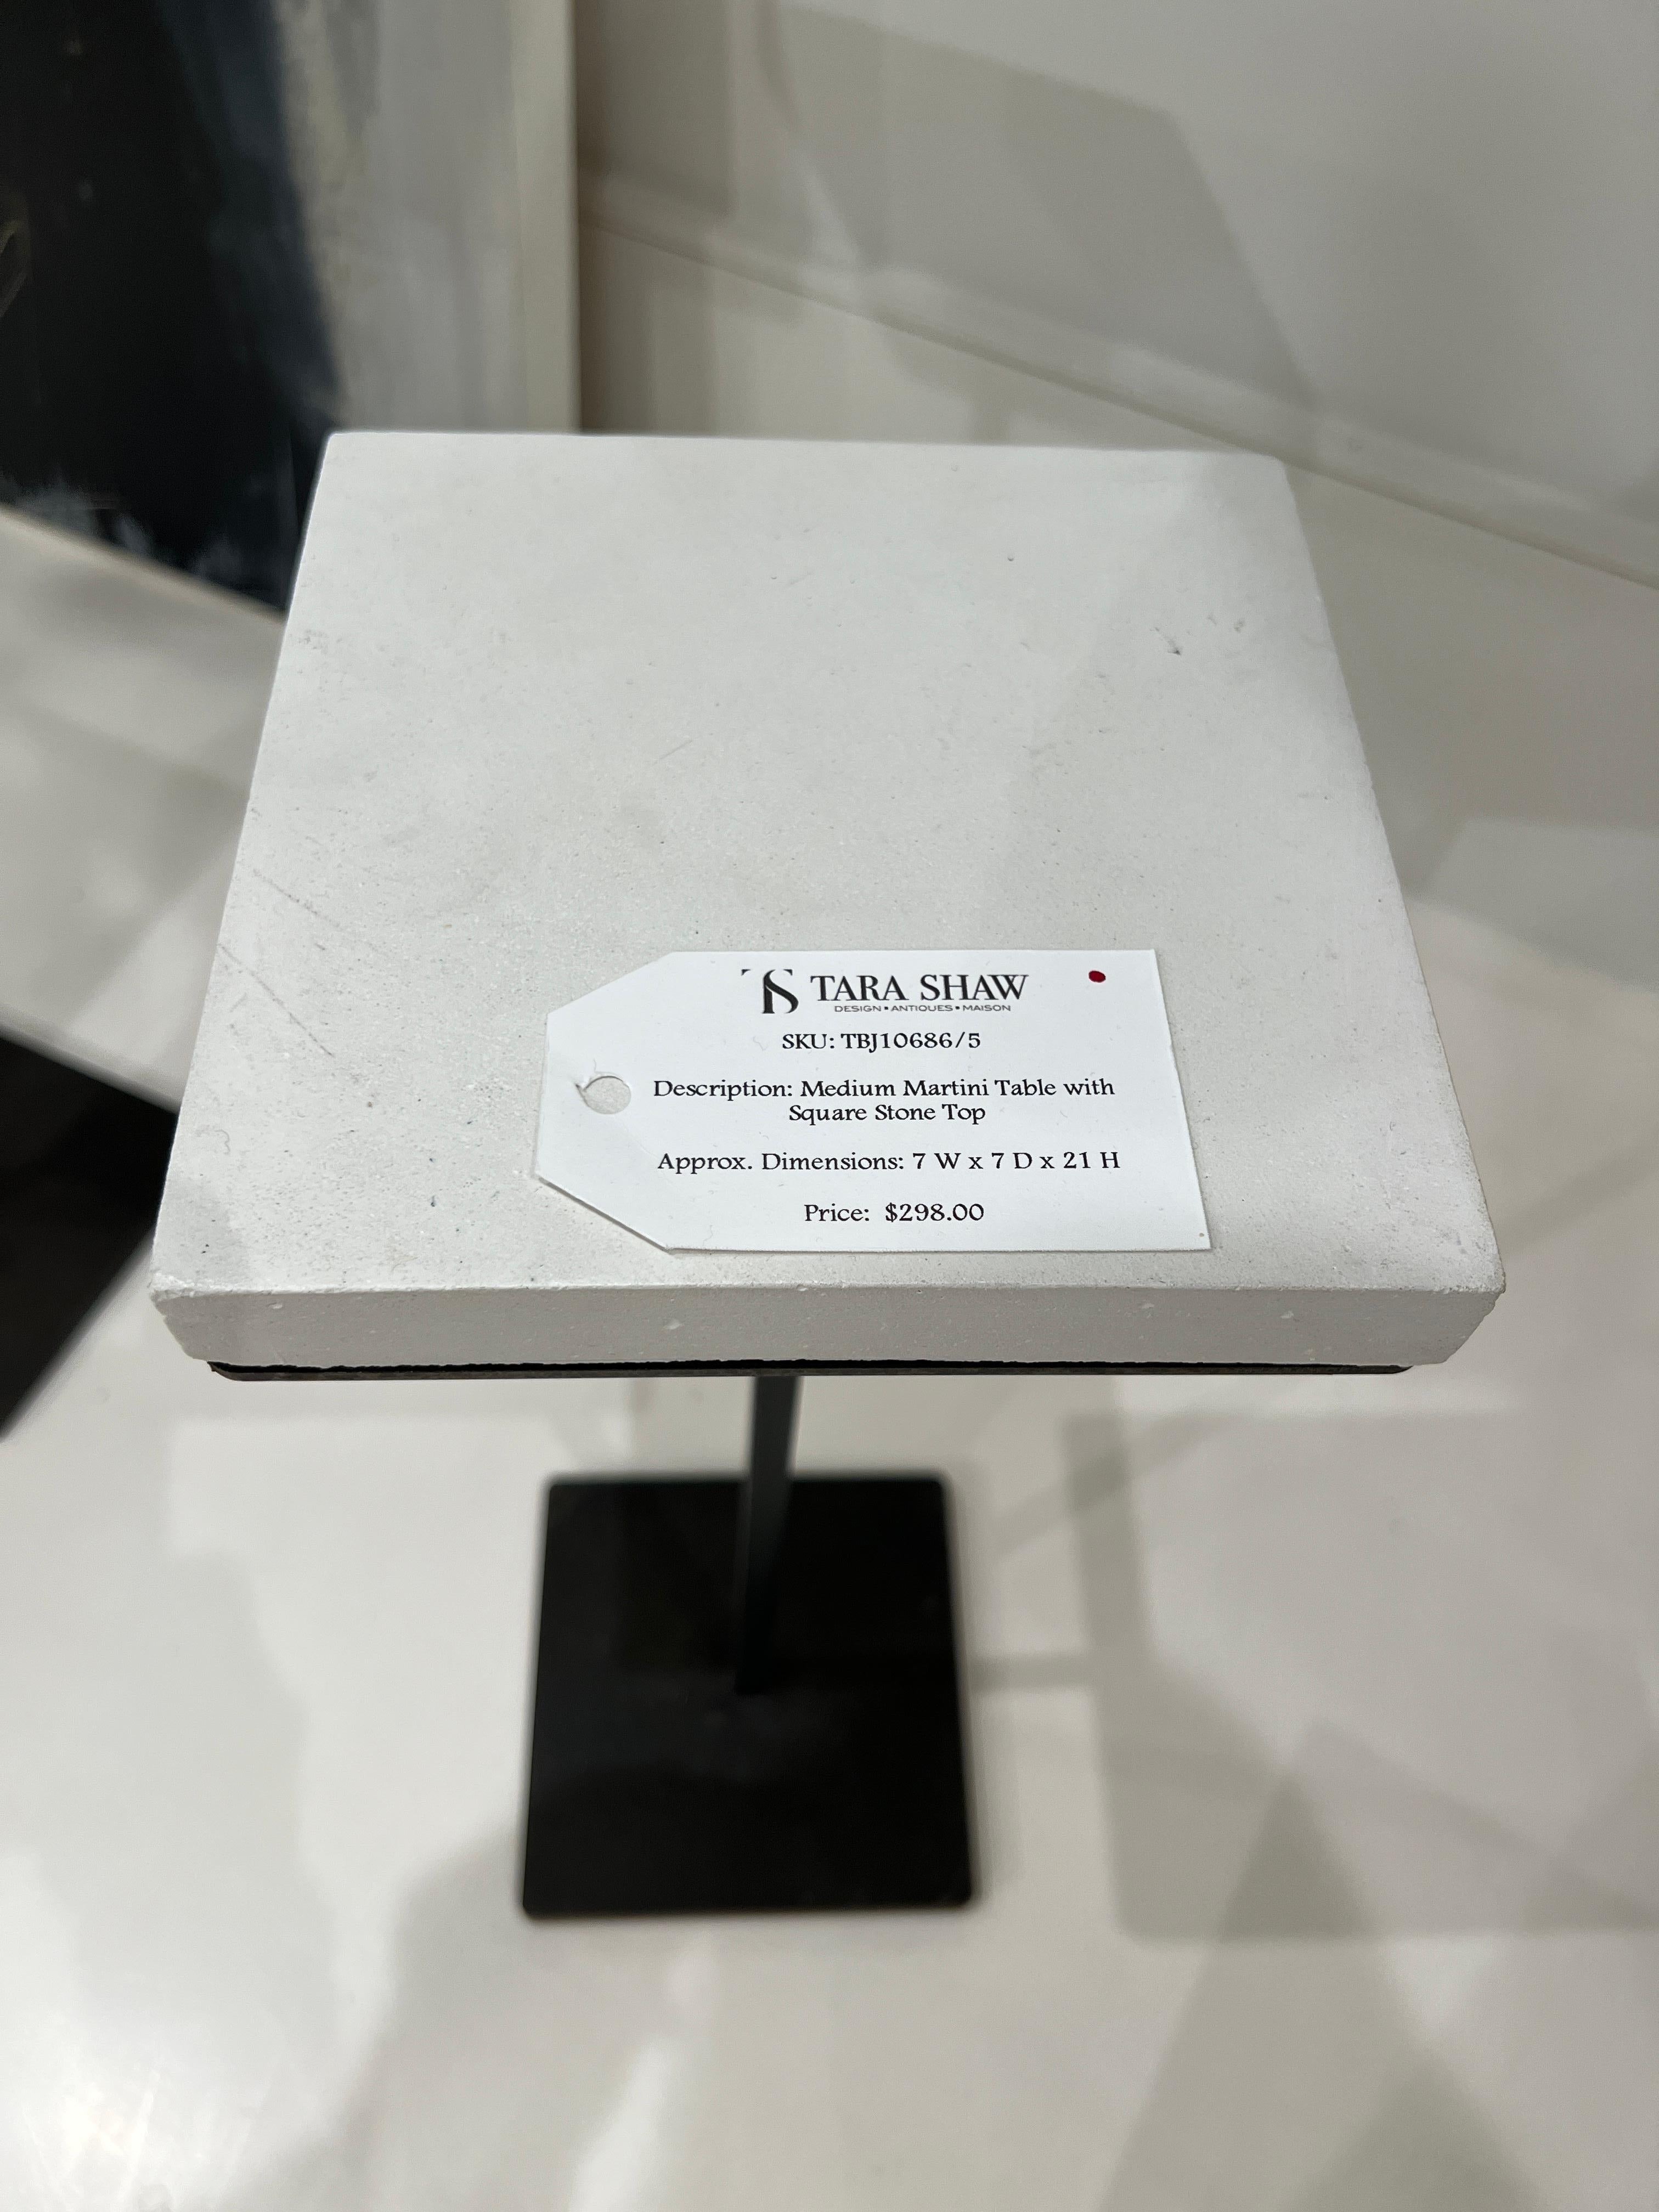 TS TARA SHAW
DESIGN • ANTIQUES • MAISON
SKU: TBJ10686/5
Description: Medium Martini Table with
Square Stone Top
Approx. Dimensions: 7 W x 7 D x 21 H
Price: $298.00